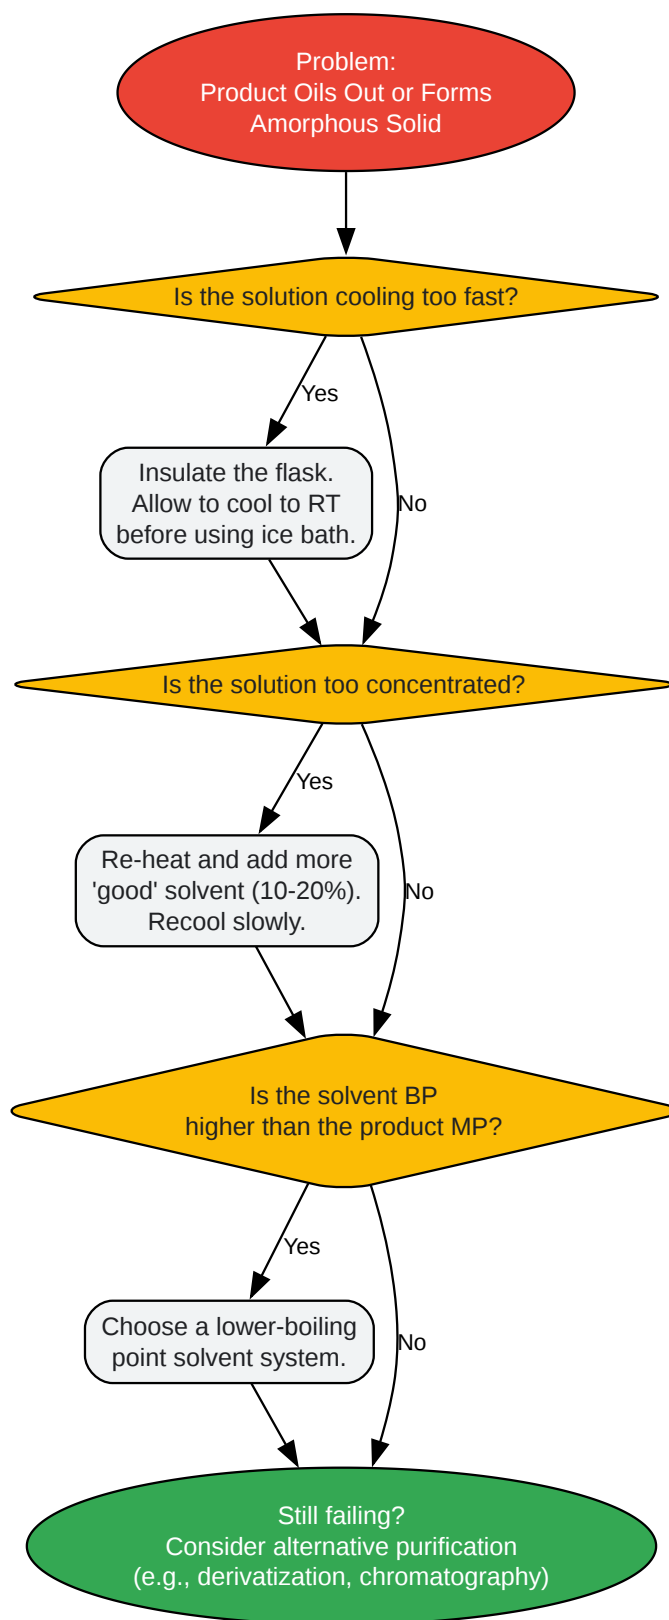 Problem:
Product Oils Out or Forms
Amorphous Solid
Is the solution cooling too fast?
Yes
Insulate the flask.
Allow to cool to RT
before using ice bath.
No
Is the solution too concentrated?
Yes
Re-heat and add more
'good' solvent (10-20%).
Recool slowly.
No
Is the solvent BP
higher than the product MP?
Yes
Choose a lower-boiling
point solvent system.
No
Still failing?
Consider alternative purification
(e.g., derivatization, chromatography)